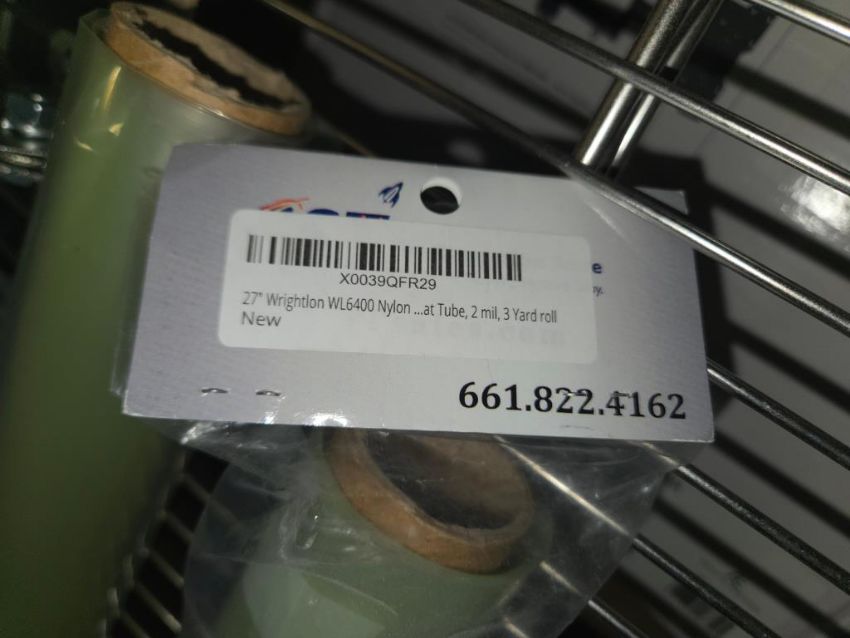 X0039QFR29
27" Wrightlon WL6400 Nylon ...at Tube, 2 mil, 3 Yard roll
New
661.822.4162